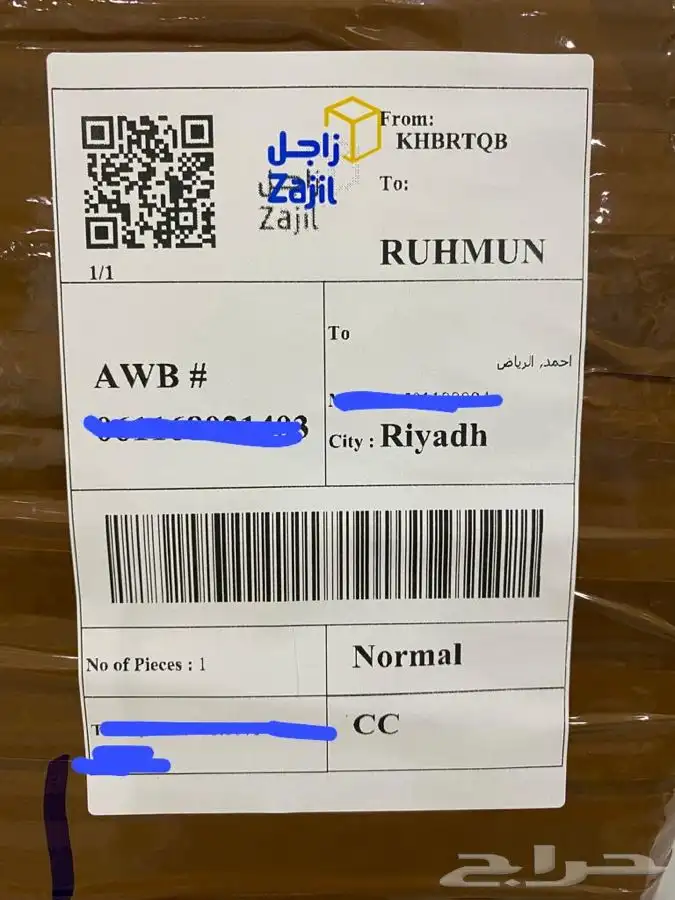 زاجل
Zajil
Zajil
From:
KHBRTQB
To:
RUHMUN
1/1
AWB #
To
احمد, الرياض
City : Riyadh
No of Pieces : 1
Normal
CC
حراج